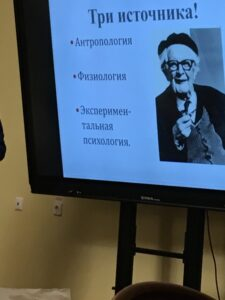 Три источника!
• Антропология
• Физиология
• Эксперимен-
тальная
психология.